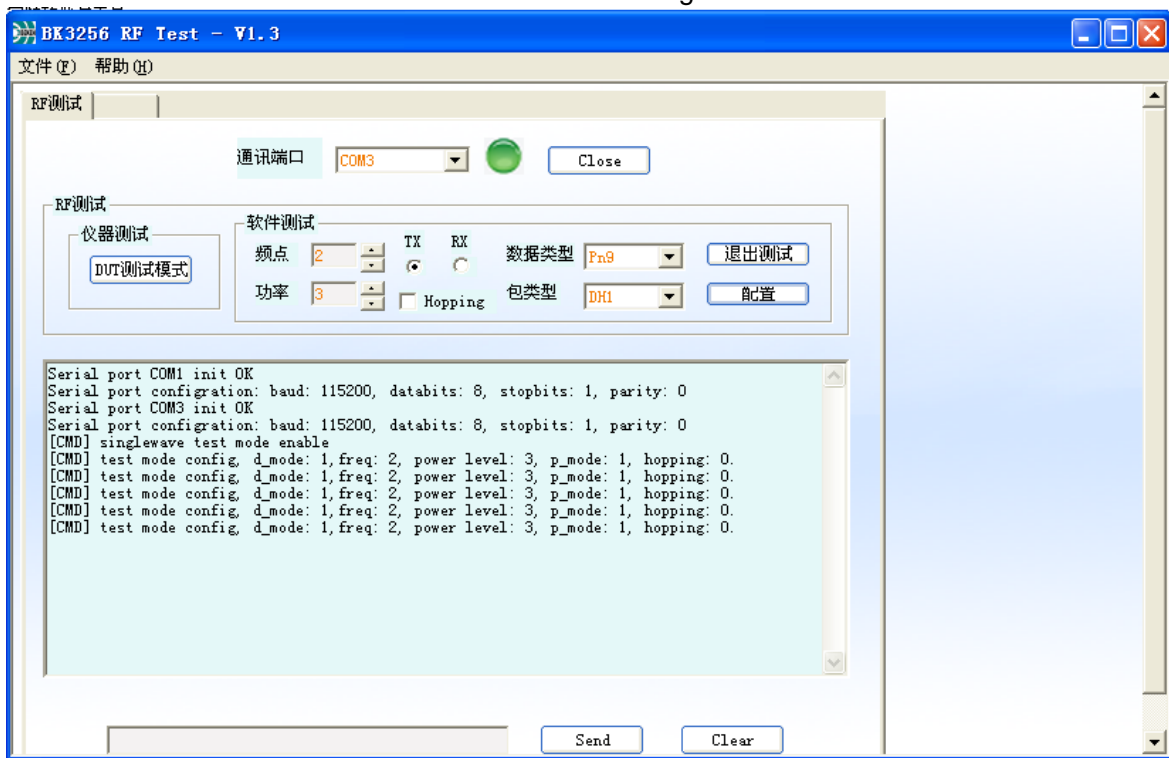 BK3256 RF Test - V1.3
文件(F) 帮助(H)
RF测试
通讯端口 COM3 Close
RF测试
仪器测试 软件测试
DUT测试模式
频点 2 TX RX 数据类型 Pn9 退出测试
功率 3 Hopping 包类型 DH1 配置
Serial port COM1 init OK
Serial port configration: baud: 115200, databits: 8, stopbits: 1, parity: 0
Serial port COM3 init OK
Serial port configration: baud: 115200, databits: 8, stopbits: 1, parity: 0
[CMD] singlewave test mode enable
[CMD] test mode config, d_mode: 1,freq: 2, power level: 3, p_mode: 1, hopping: 0.
[CMD] test mode config, d_mode: 1,freq: 2, power level: 3, p_mode: 1, hopping: 0.
[CMD] test mode config, d_mode: 1,freq: 2, power level: 3, p_mode: 1, hopping: 0.
[CMD] test mode config, d_mode: 1,freq: 2, power level: 3, p_mode: 1, hopping: 0.
[CMD] test mode config, d_mode: 1,freq: 2, power level: 3, p_mode: 1, hopping: 0.
Send Clear